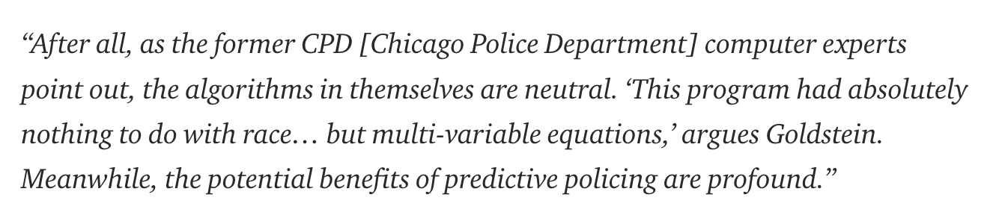 “After all, as the former CPD [Chicago Police Department] computer experts
point out, the algorithms in themselves are neutral. ‘This program had absolutely
nothing to do with race… but multi-variable equations,’ argues Goldstein.
Meanwhile, the potential benefits of predictive policing are profound.”